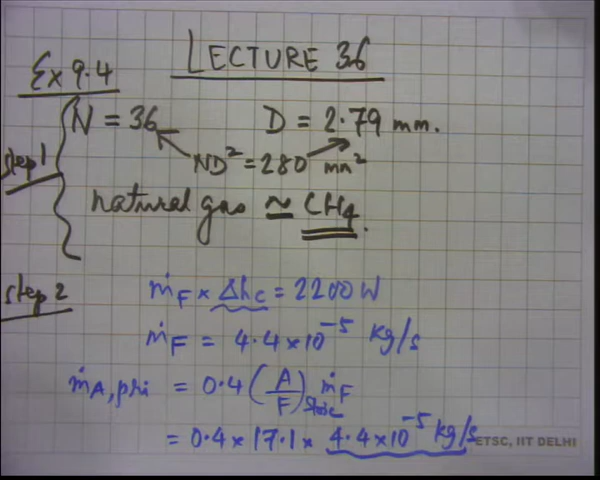 LECTURE 36
Ex 9.4
N = 36 D = 2.79 mm.
step 1
ND² = 280 mm²
natural gas ≈ CH4.
step 2
ṁF × Δhc = 2200 W
ṁF = 4.4×10⁻⁵ kg/s
ṁA,pri = 0.4 (A/F)Stoic ṁF
= 0.4 × 17.1 × 4.4×10⁻⁵ kg/s
ETSC, IIT DELHI